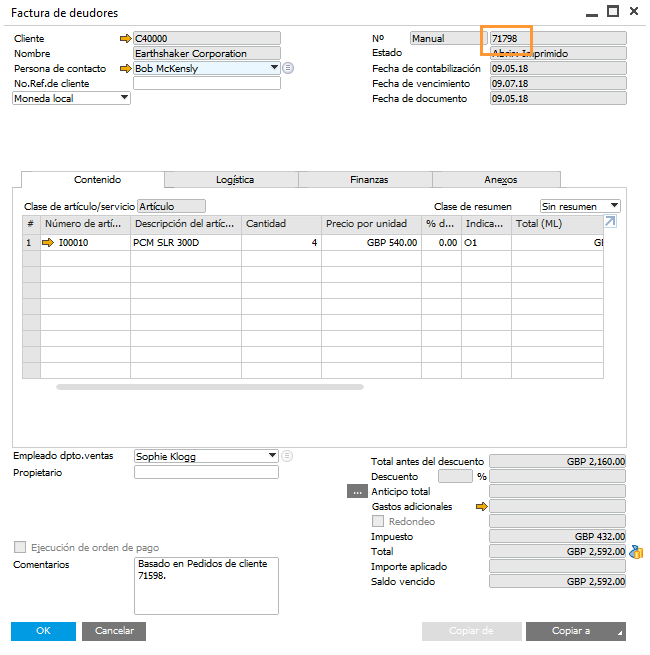 Factura de deudores
Cliente C40000 Nº Manual 71798
Nombre Earthshaker Corporation Estado Abrir: Imprimido
Persona de contacto Bob McKensly Fecha de contabilización 09.05.18
No.Ref.de cliente Fecha de vencimiento 09.07.18
Moneda local Fecha de documento 09.05.18
Contenido Logística Finanzas Anexos
Clase de artículo/servicio Artículo Clase de resumen Sin resumen
# Número de artí... Descripción del artíc... Cantidad Precio por unidad % d... Indica... Total (ML)
1 I00010 PCM SLR 300D 4 GBP 540.00 0.00 O1 GI
Empleado dpto.ventas Sophie Klogg Total antes del descuento GBP 2,160.00
Propietario Descuento %
... Anticipo total
Gastos adicionales
Redondeo
Impuesto GBP 432.00
Ejecución de orden de pago Total GBP 2,592.00
Comentarios Basado en Pedidos de cliente Importe aplicado
71598. Saldo vencido GBP 2,592.00
OK Cancelar Copiar de Copiar a